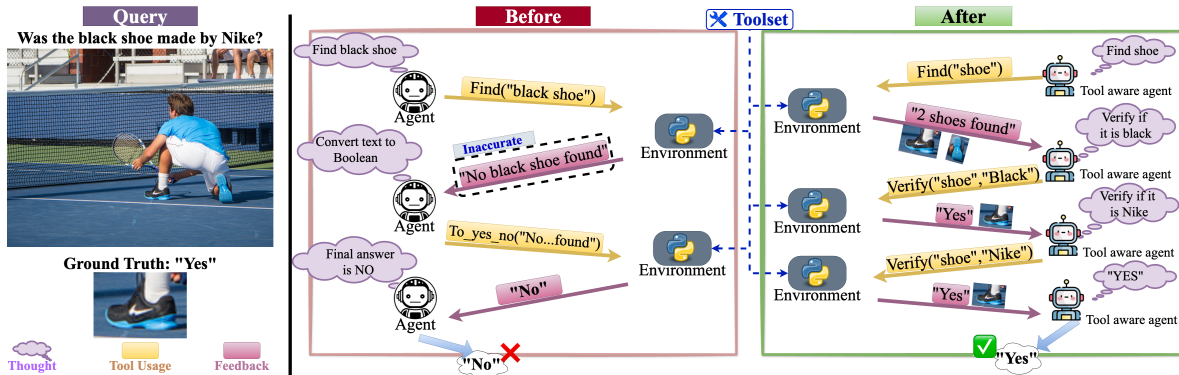 Query
Was the black shoe made by Nike?
Ground Truth: "Yes"
Thought
Tool Usage
Feedback
Before
Toolset
After
Find black shoe
Agent
Find("black shoe")
Environment
Inaccurate
"No black shoe found"
Convert text to
Boolean
Agent
To_yes_no("No...found")
Environment
Final answer
is NO
Agent
"No"
"No"
Find shoe
Find("shoe")
Tool aware agent
Environment
"2 shoes found"
Verify if
it is black
Tool aware agent
Verify("shoe","Black")
Environment
Verify if it
is Nike
"Yes"
Tool aware agent
Verify("shoe","Nike")
Environment
"YES"
"Yes"
Tool aware agent
"Yes"